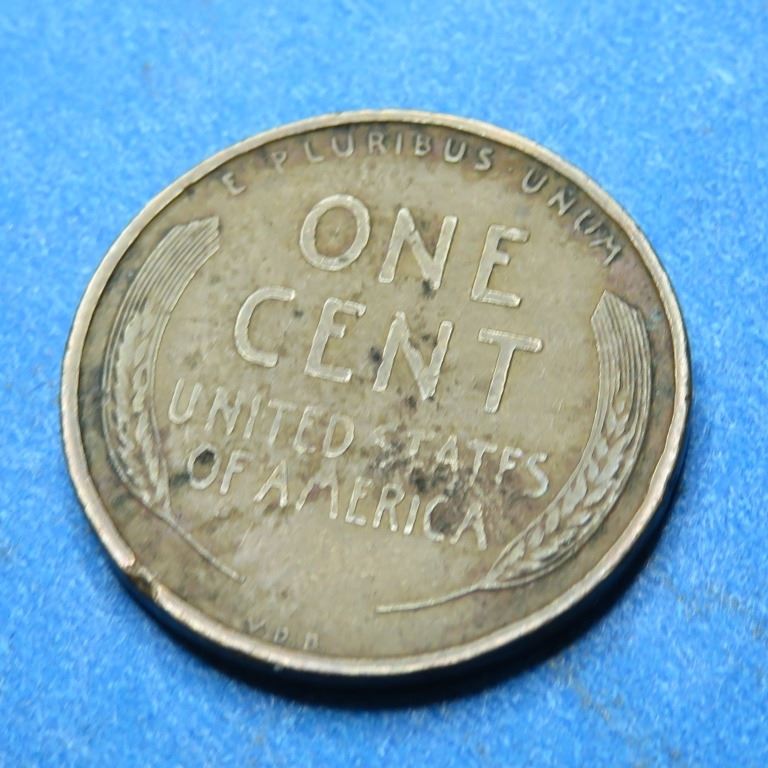 E PLURIBUS · UNUM
ONE
CENT
UNITED STATES
OF AMERICA
V.D.B.